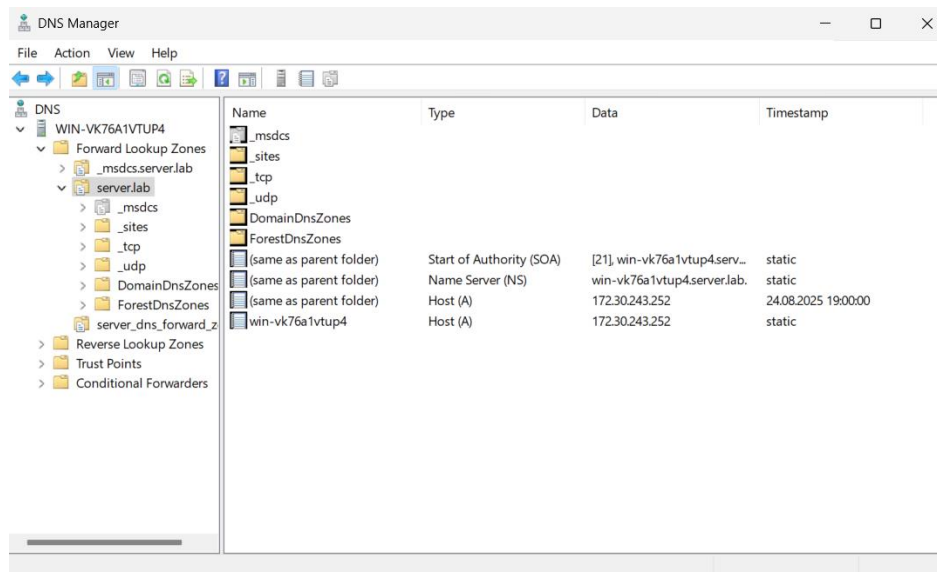 DNS Manager
File Action View Help
DNS
WIN-VK76A1VTUP4
Forward Lookup Zones
_msdcs.server.lab
server.lab
_msdcs
_sites
_tcp
_udp
DomainDnsZones
ForestDnsZones
server_dns_forward_z
Reverse Lookup Zones
Trust Points
Conditional Forwarders
Name Type Data Timestamp
_msdcs
_sites
_tcp
_udp
DomainDnsZones
ForestDnsZones
(same as parent folder) Start of Authority (SOA) [21], win-vk76a1vtup4.serv... static
(same as parent folder) Name Server (NS) win-vk76a1vtup4.server.lab. static
(same as parent folder) Host (A) 172.30.243.252 24.08.2025 19:00:00
win-vk76a1vtup4 Host (A) 172.30.243.252 static